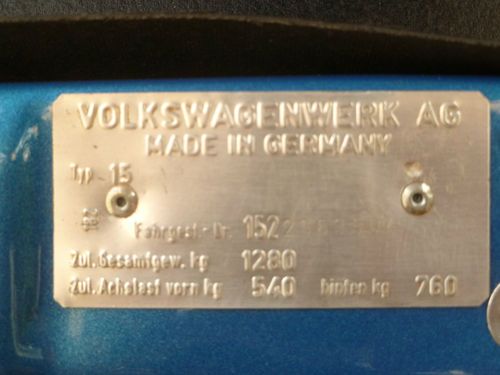 VOLKSWAGENWERK AG
MADE IN GERMANY
Typ 15
Fahrgest.-Nr. 152
Zul. Gesamtgew. kg 1280
Zul. Achslast vorn kg 540 hinten kg 760